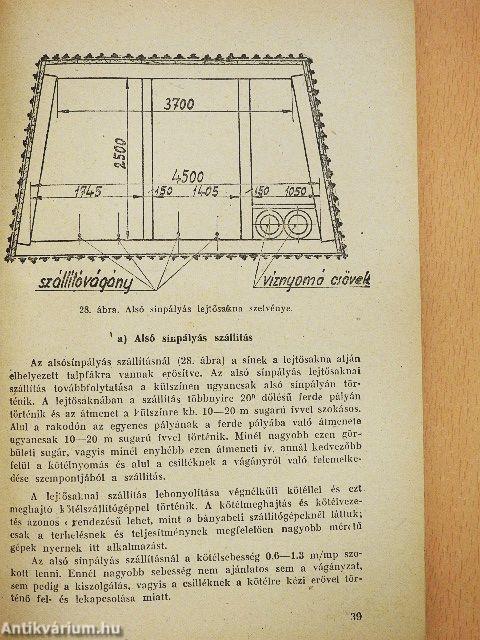 3700
2500
4500
1745 150 1405 150 1050
szállítóvágány víznyomó csövek
28. ábra. Alsó sínpályás lejtősakna szelvénye.
a) Alsó sínpályás szállítás
Az alsósínpályás szállításnál (28. ábra) a sínek a lejtősakna alján
elhelyezett talpfákra vannak erősítve. Az alsó sínpályás lejtősaknai
szállítás továbbfolytatása a külszínen ugyancsak alsó sínpályán tör-
ténik. A lejtősaknában a szállítás többnyire 20° dőlésű ferde pályán
történik és az átmenet a külszínre kb. 10—20 m sugarú ívvel szokásos.
Alul a rakodón az egyenes pályának a ferde pályába való átmenete
ugyancsak 10—20 m sugarú ívvel történik. Minél nagyobb ezen gör-
bületi sugár, vagyis minél enyhébb ezen átmeneti ív, annál kedvezőbb
felül a kötélnyomás és alul a csilléknek a vágányról való felemelke-
dése szempontjából a szállítás.
A lejtősaknai szállítás lebonyolítása végnélküli kötéllel és ezt
meghajtó kötélszállítógéppel történik. A kötélmeghajtás és kötélveze-
tés azonos elrendezésű lehet, mint a bányabeli szállítógépeknél láttuk;
csak a terhelésnek és teljesítménynek megfelelően nagyobb méretű
gépek nyernek itt alkalmazást.
Az alsó sínpályás szállításnál a kötélsebesség 0.6—1.3 m/mp szo-
kott lenni. Ennél nagyobb sebesség nem ajánlatos sem a vágányzat,
sem pedig a kiszolgálás, vagyis a csilléknek a kötélre kézi erővel tör-
ténő fel- és lekapcsolása miatt.
39
Antikvárium.hu